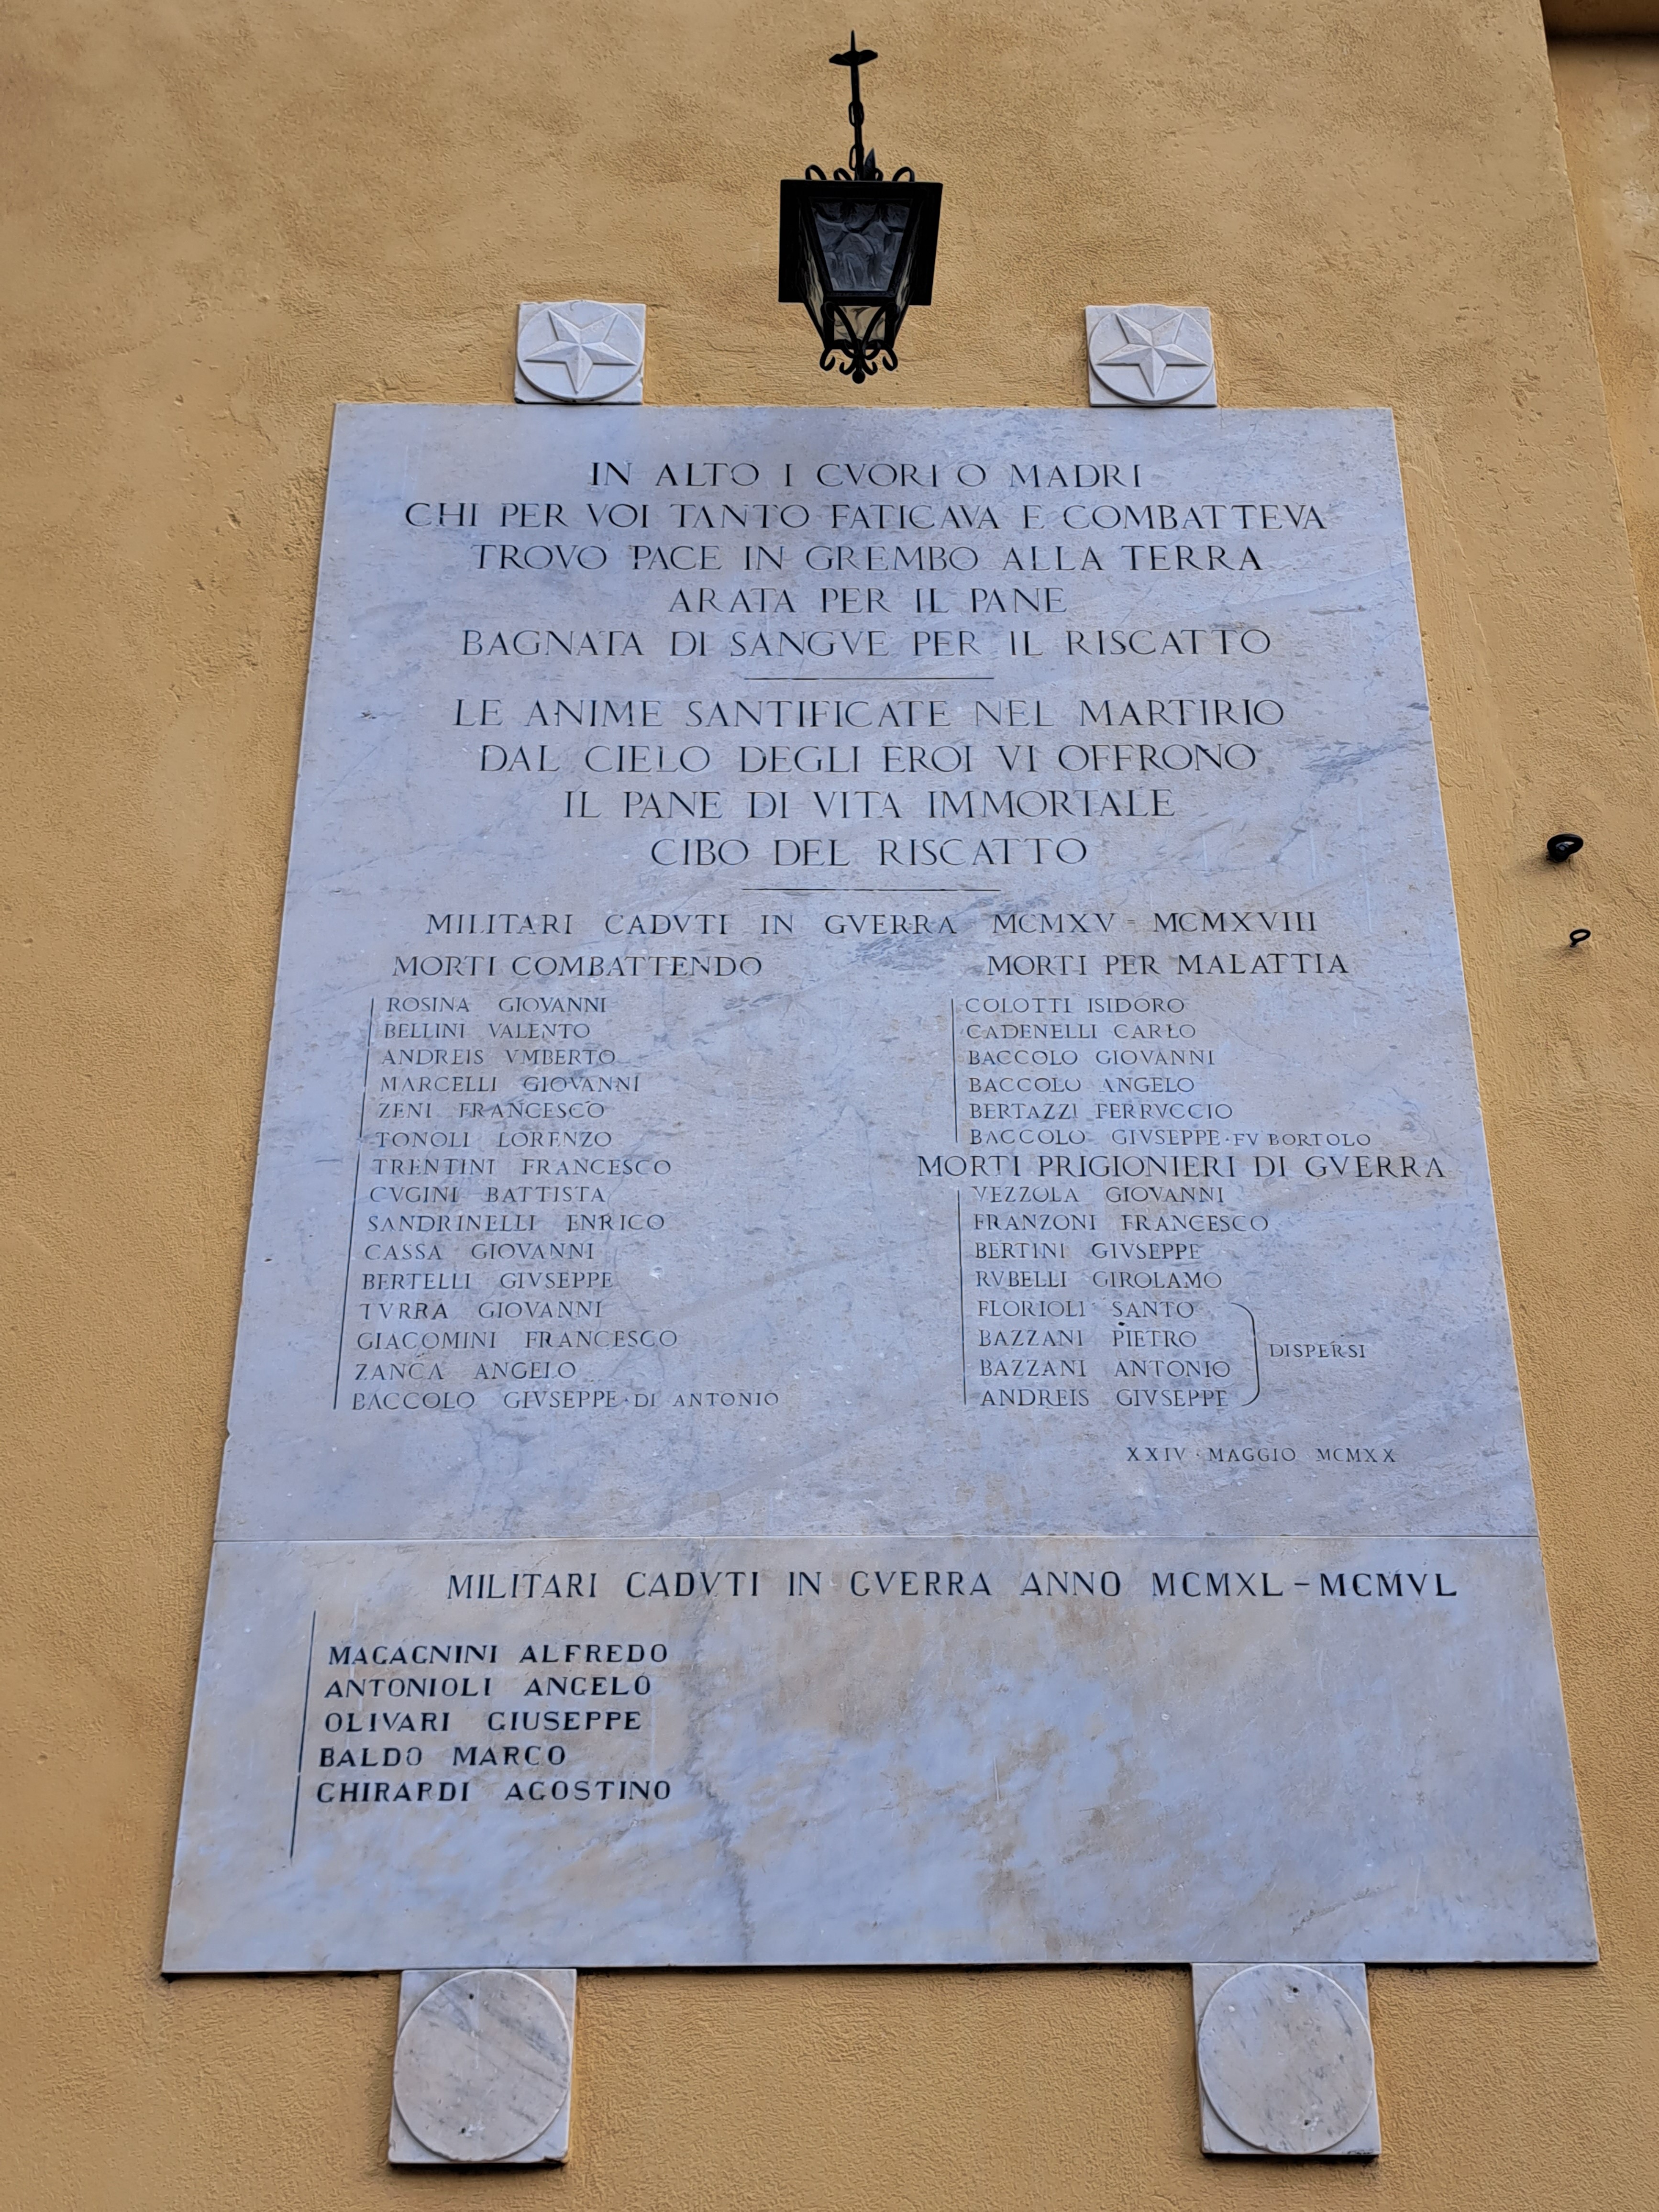 IN ALTO I CVORI O MADRI
CHI PER VOI TANTO FATICAVA E COMBATTEVA
TROVO PACE IN GREMBO ALLA TERRA
ARATA PER IL PANE
BAGNATA DI SANGVE PER IL RISCATTO
LE ANIME SANTIFICATE NEL MARTIRIO
DAL CIELO DEGLI EROI VI OFFRONO
IL PANE DI VITA IMMORTALE
CIBO DEL RISCATTO
MILITARI CADVTI IN GVERRA MCMXV = MCMXVIII
MORTI COMBATTENDO
ROSINA GIOVANNI
BELLINI VALENTO
ANDREIS VMBERTO
MARCELLI GIOVANNI
ZENI FRANCESCO
TONOLI LORENZO
TRENTINI FRANCESCO
CVGINI BATTISTA
SANDRINELLI ENRICO
CASSA GIOVANNI
BERTELLI GIVSEPPE
TVRRA GIOVANNI
GIACOMINI FRANCESCO
ZANCA ANGELO
BACCOLO GIVSEPPE · DI ANTONIO
MORTI PER MALATTIA
COLOTTI ISIDORO
CADENELLI CARLO
BACCOLO GIOVANNI
BACCOLO ANGELO
BERTAZZI FERRVCCIO
BACCOLO GIVSEPPE · FV BORTOLO
MORTI PRIGIONIERI DI GVERRA
VEZZOLA GIOVANNI
FRANZONI FRANCESCO
BERTINI GIVSEPPE
RVBELLI GIROLAMO
FLORIOLI SANTO
BAZZANI PIETRO
BAZZANI ANTONIO
ANDREIS GIVSEPPE
DISPERSI
XXIV · MAGGIO MCMXX
MILITARI CADVTI IN GVERRA ANNO MCMXL - MCMVL
MAGAGNINI ALFREDO
ANTONIOLI ANGELO
OLIVARI GIUSEPPE
BALDO MARCO
GHIRARDI AGOSTINO